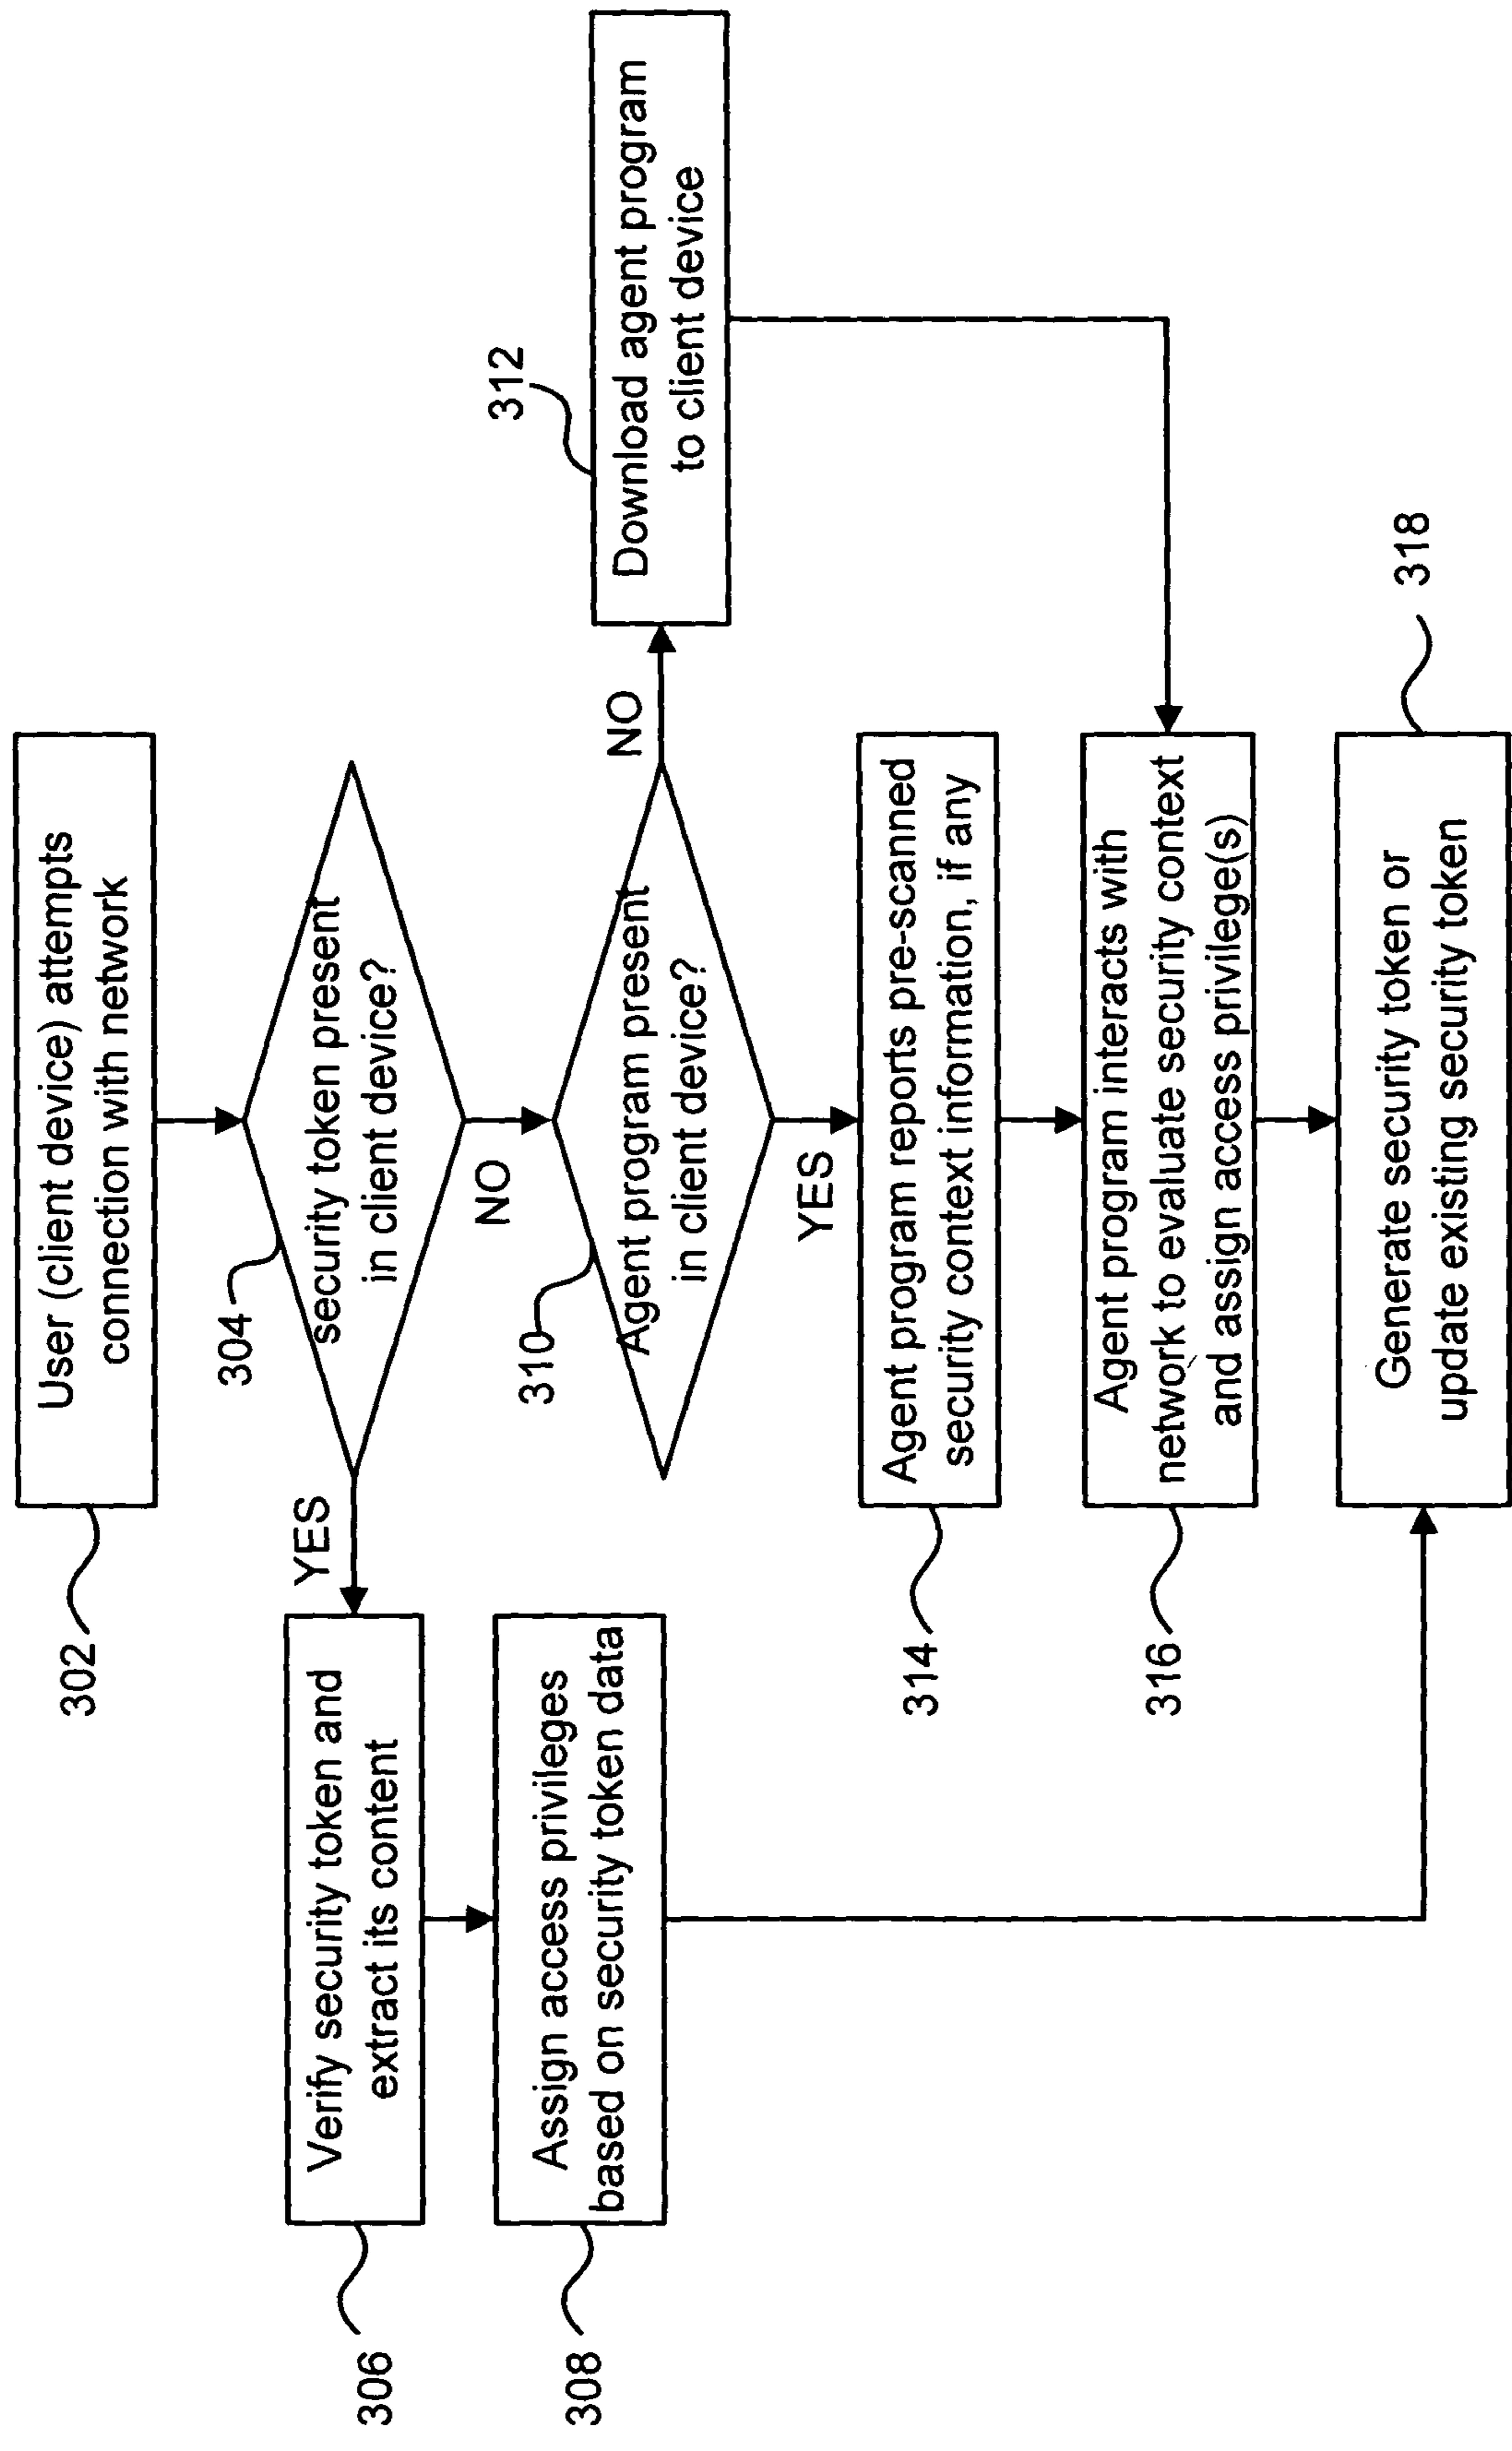 302
User (client device) attempts
connection with network
304
security token present
in client device?
YES
NO
306
Verify security token and
extract its content
308
Assign access privileges
based on security token data
310
Agent program present
in client device?
NO
YES
312
Download agent program
to client device
314
Agent program reports pre-scanned
security context information, if any
316
Agent program interacts with
network to evaluate security context
and assign access privilege(s)
318
Generate security token or
update existing security token